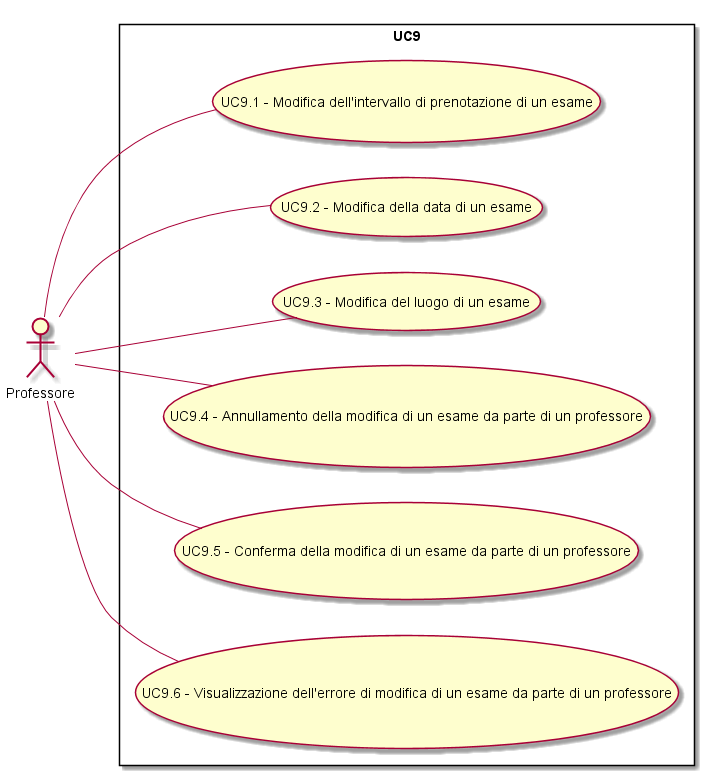 UC9
UC9.1 - Modifica dell'intervallo di prenotazione di un esame
UC9.2 - Modifica della data di un esame
UC9.3 - Modifica del luogo di un esame
Professore
UC9.4 - Annullamento della modifica di un esame da parte di un professore
UC9.5 - Conferma della modifica di un esame da parte di un professore
UC9.6 - Visualizzazione dell'errore di modifica di un esame da parte di un professore